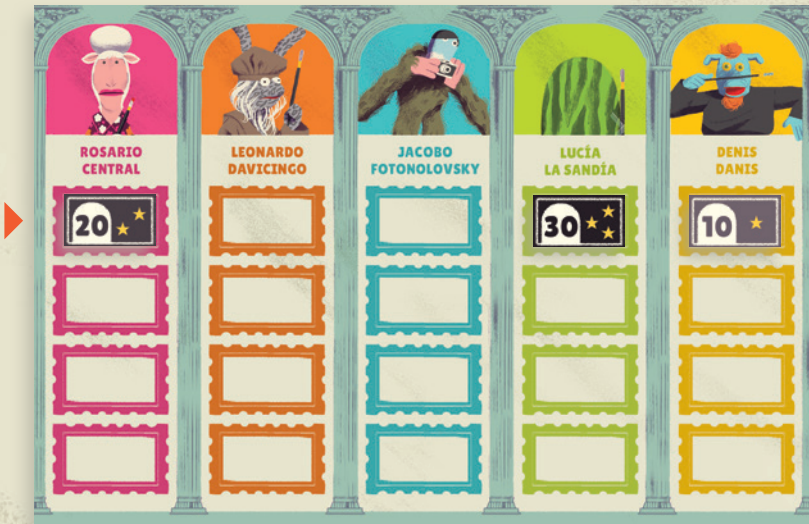 ROSARIO
CENTRAL
LEONARDO
DAVICINGO
JACOBO
FOTONOLOVSKY
LUCÍA
LA SANDÍA
DENIS
DANIS
20
30
10